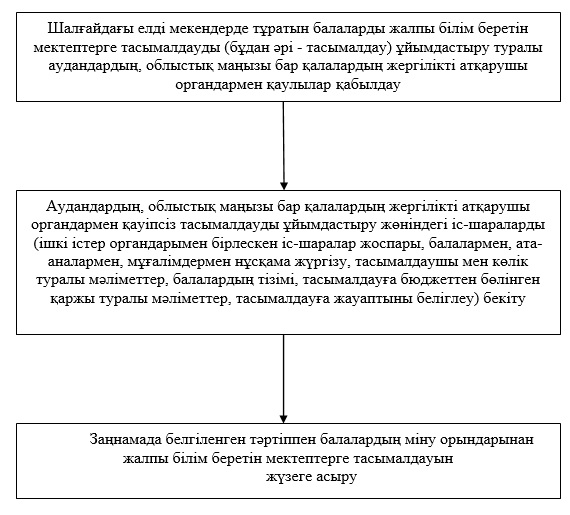 Шалғайдағы елді мекендерде тұратын балаларды жалпы білім беретін
мектептерге тасымалдауды (бұдан әрі - тасымалдау) ұйымдастыру туралы
аудандардың, облыстық маңызы бар қалалардың жергілікті атқарушы
органдармен қаулылар қабылдау
Аудандардың, облыстық маңызы бар қалалардың жергілікті атқарушы
органдармен қауіпсіз тасымалдауды ұйымдастыру жөніндегі іс-шараларды
(ішкі істер органдарымен бірлескен іс-шаралар жоспары, балалармен, ата-
аналармен, мұғалімдермен нұсқама жүргізу, тасымалдаушы мен көлік
туралы мәліметтер, балалардың тізімі, тасымалдауға бюджеттен бөлінген
қаржы туралы мәліметтер, тасымалдауға жауаптыны беліглеу) бекіту
Заңнамада белгіленген тәртіппен балалардың міну орындарынан
жалпы білім беретін мектептерге тасымалдауын
жүзеге асыру